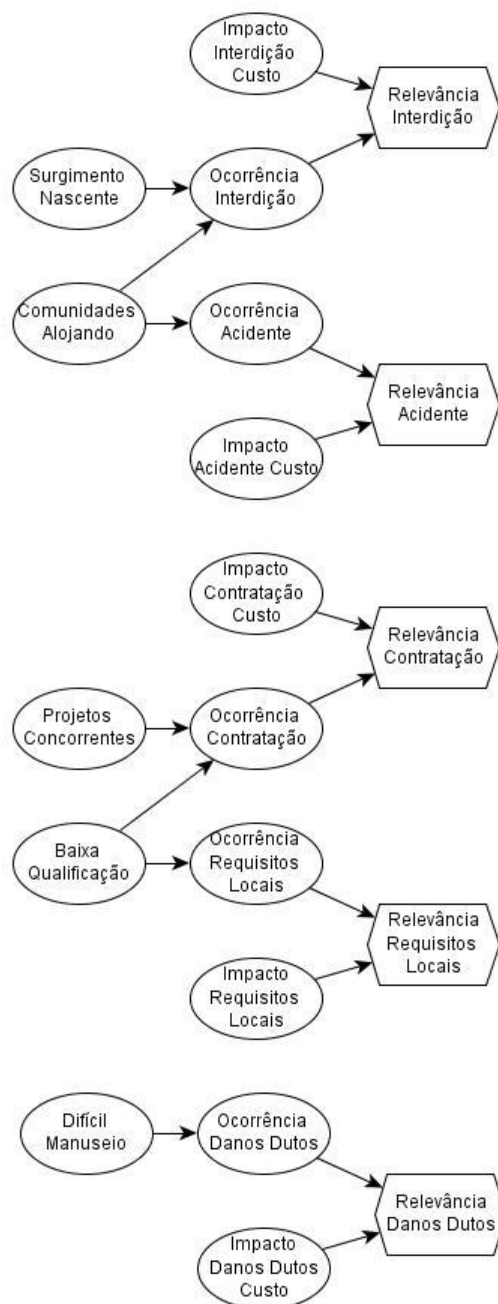 Impacto
Interdição
Custo
Relevância
Interdição
Surgimento
Nascente
Ocorrência
Interdição
Comunidades
Alojando
Ocorrência
Acidente
Relevância
Acidente
Impacto
Acidente Custo
Impacto
Contratação
Custo
Relevância
Contratação
Projetos
Concorrentes
Ocorrência
Contratação
Baixa
Qualificação
Ocorrência
Requisitos
Locais
Relevância
Requisitos
Locais
Impacto
Requisitos
Locais
Difícil
Manuseio
Ocorrência
Danos Dutos
Relevância
Danos Dutos
Impacto
Danos Dutos
Custo